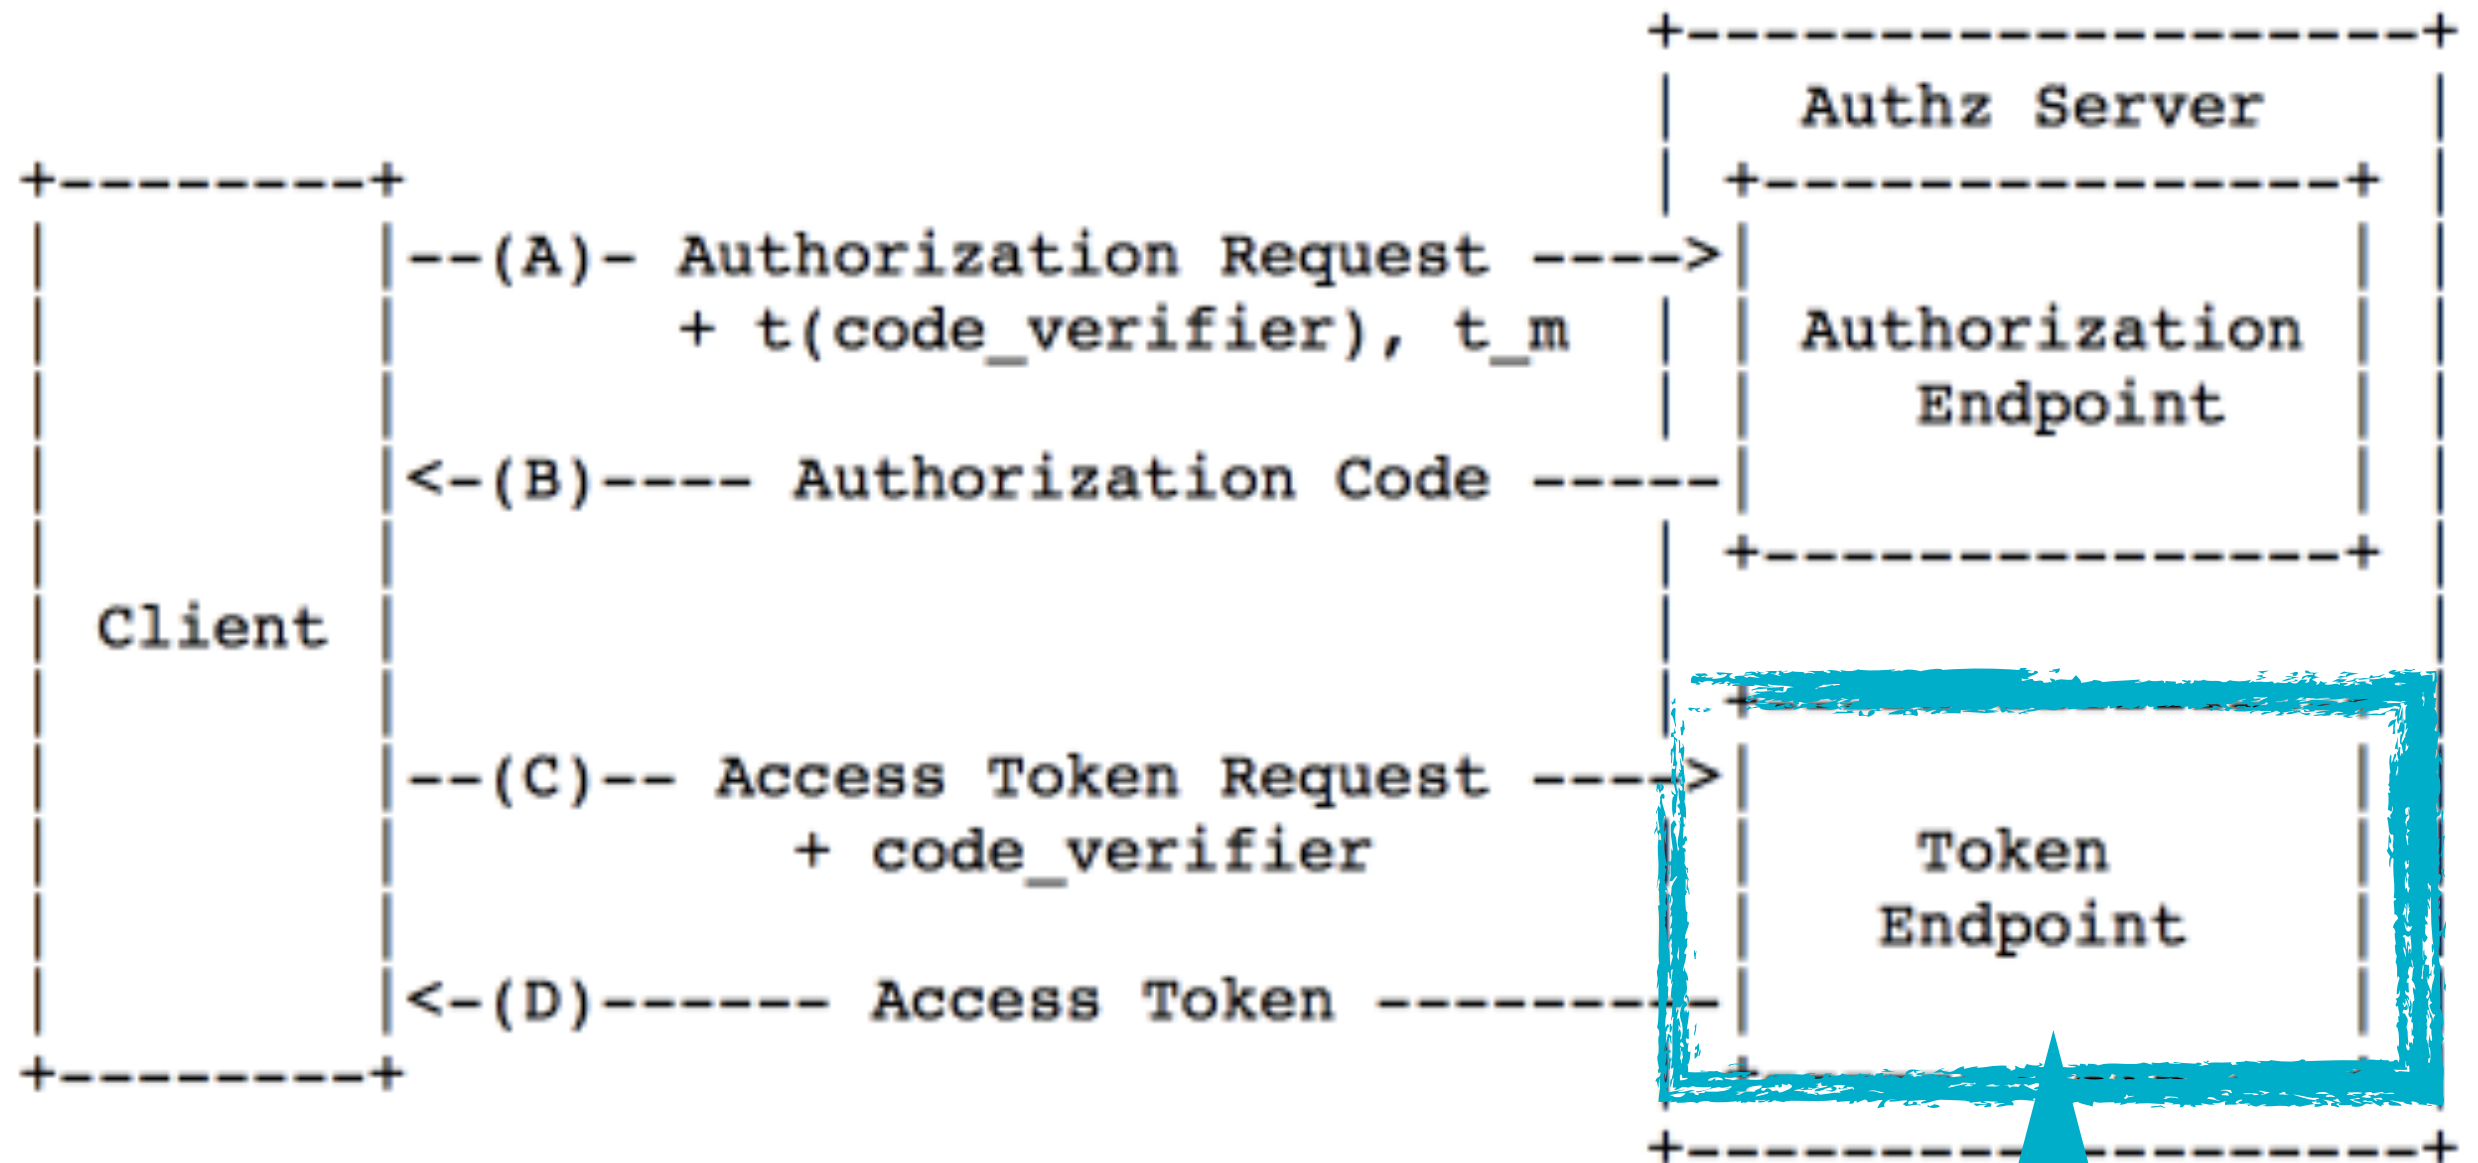 Authz Server
--(A)- Authorization Request ---->
+ t(code_verifier), t_m
Authorization
Endpoint
<-(B)---- Authorization Code -----
Client
--(C)-- Access Token Request ---->
+ code_verifier
Token
Endpoint
<-(D)------ Access Token ---------